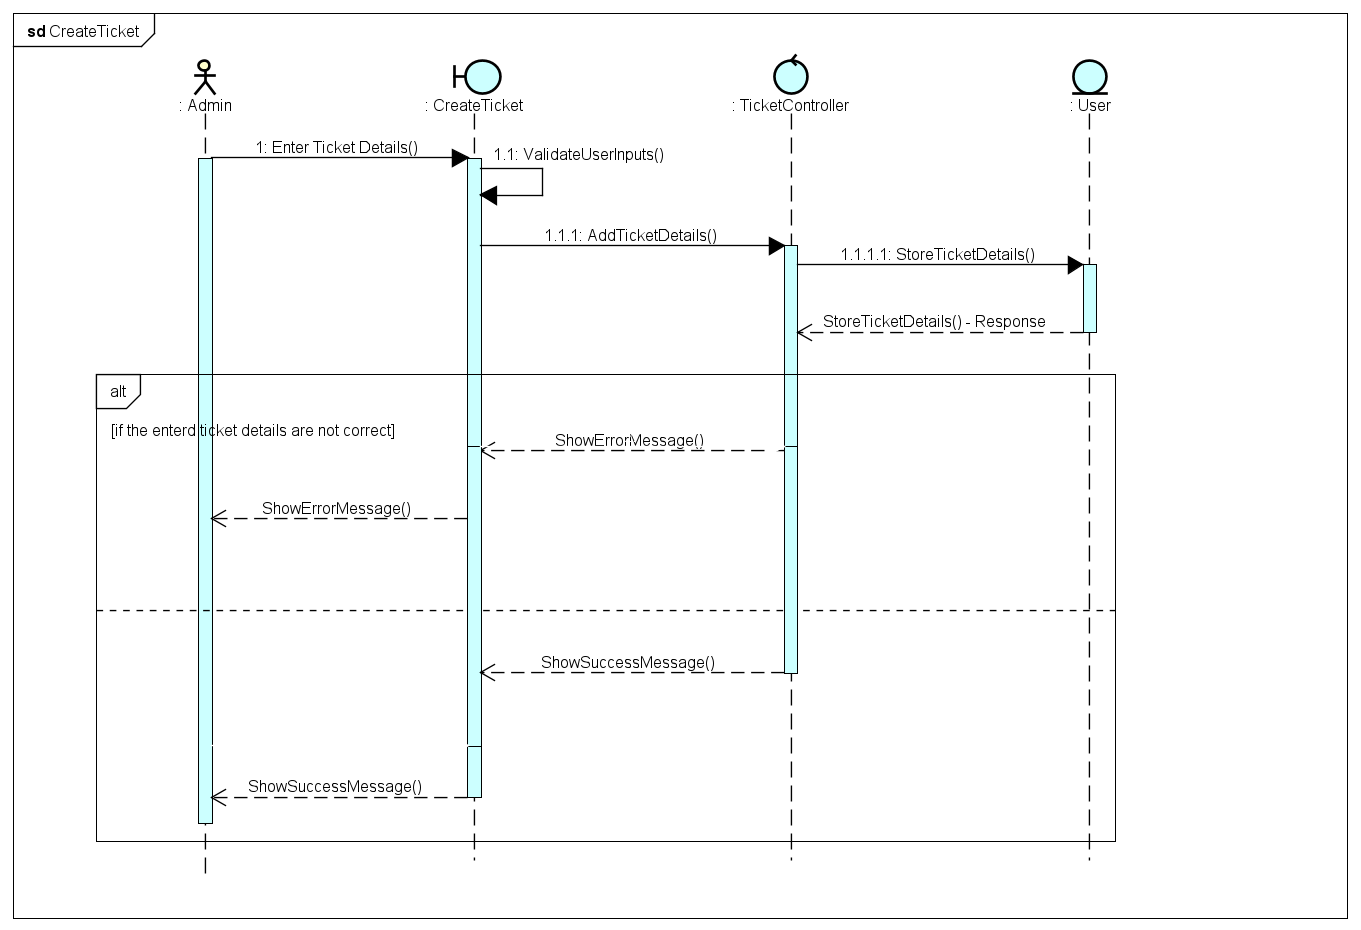 sd CreateTicket
: Admin
: CreateTicket
: TicketController
: User
1: Enter Ticket Details()
1.1: ValidateUserInputs()
1.1.1: AddTicketDetails()
1.1.1.1: StoreTicketDetails()
StoreTicketDetails() - Response
alt
[if the enterd ticket details are not correct]
ShowErrorMessage()
ShowErrorMessage()
ShowSuccessMessage()
ShowSuccessMessage()